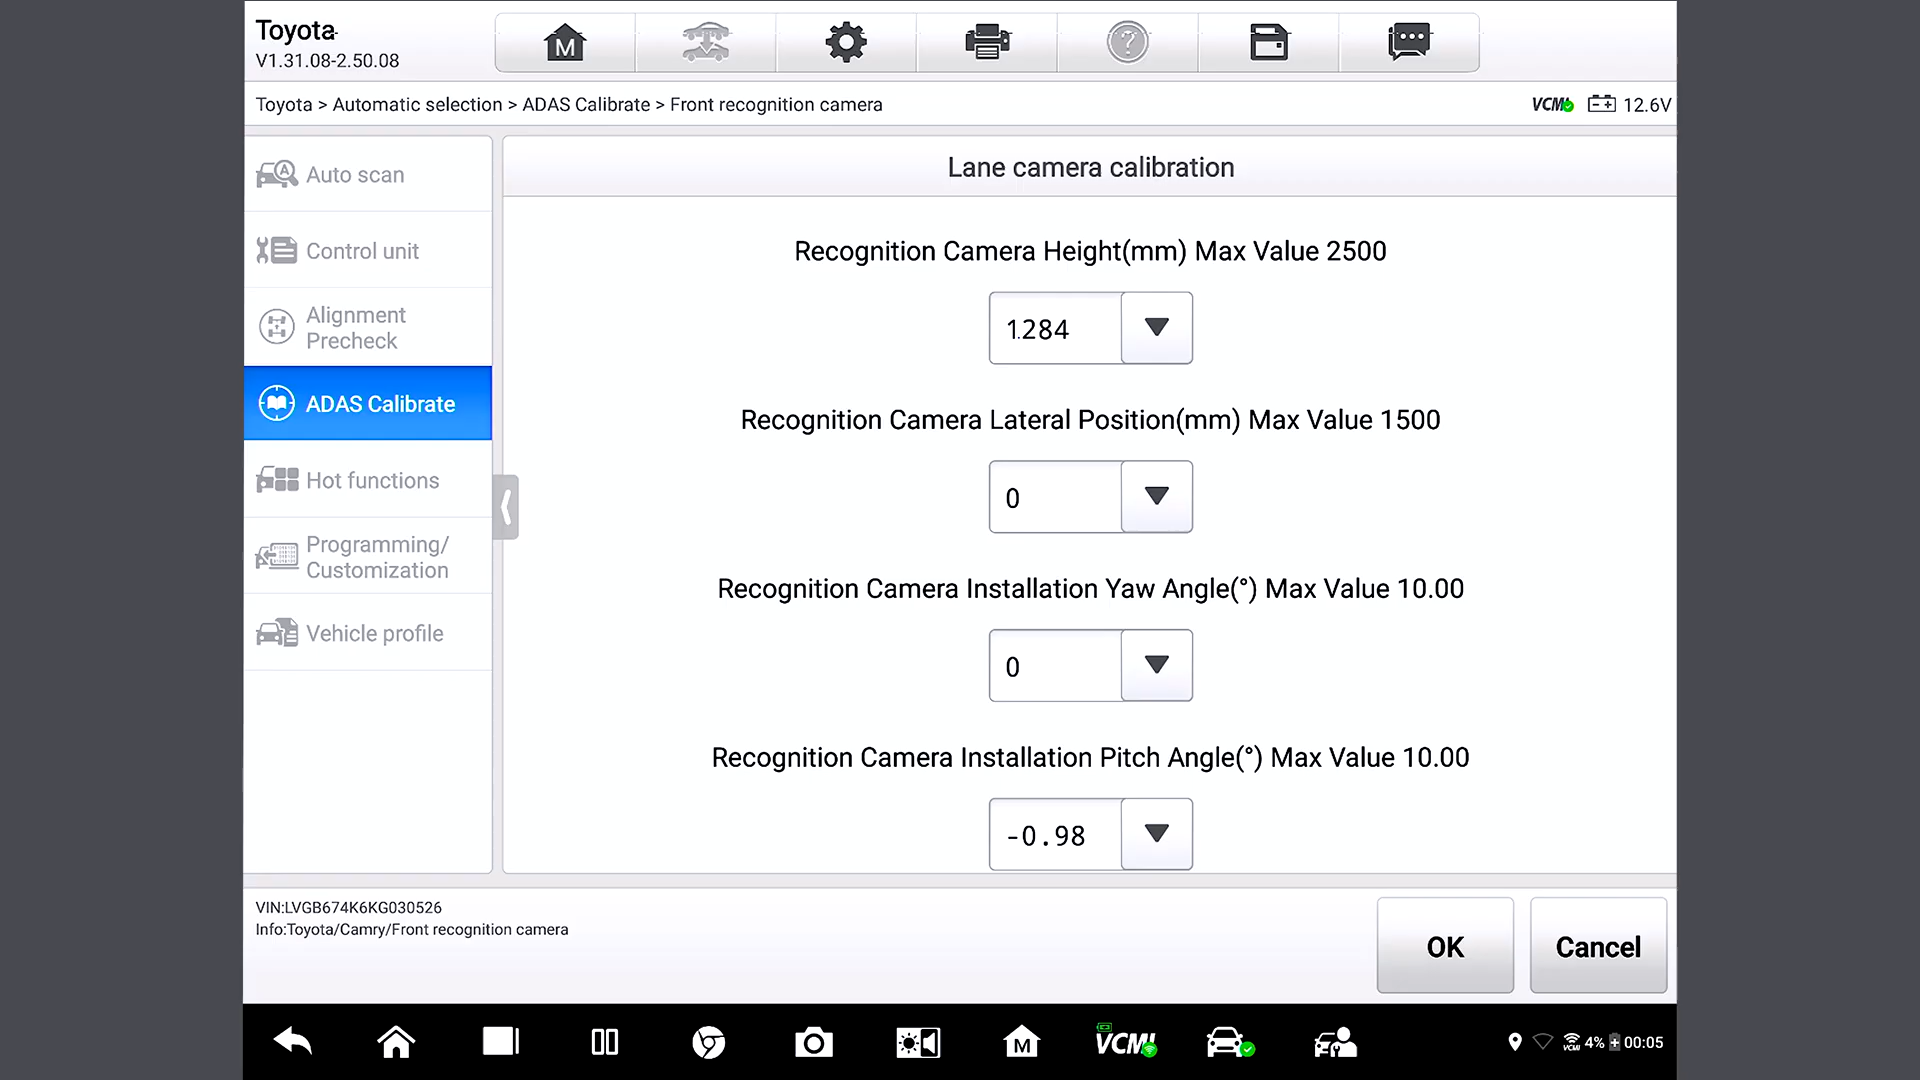 Toyota
V1.31.08-2.50.08
M
?
Toyota > Automatic selection > ADAS Calibrate > Front recognition camera
VCMI
12.6V
A
Auto scan
Control unit
Alignment
Precheck
ADAS Calibrate
Hot functions
Programming/
Customization
Vehicle profile
Lane camera calibration
Recognition Camera Height(mm) Max Value 2500
1284
Recognition Camera Lateral Position(mm) Max Value 1500
0
Recognition Camera Installation Yaw Angle(°) Max Value 10.00
0
Recognition Camera Installation Pitch Angle(°) Max Value 10.00
-0.98
VIN:LVGB674K6KG030526
Info:Toyota/Camry/Front recognition camera
OK
Cancel
M
VCMI
VCMI
4%
00:05